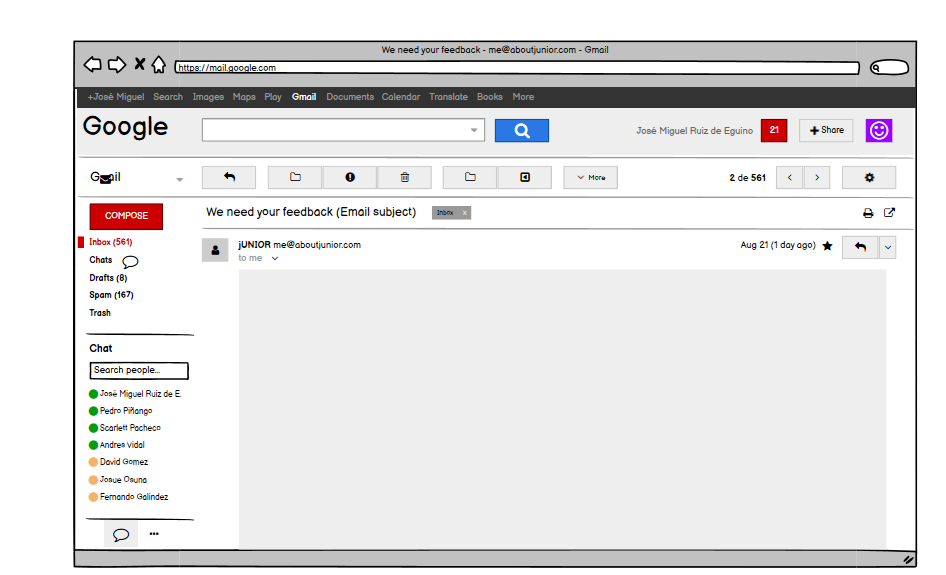 We need your feedback - me@aboutjunior.com - Gmail
https://mail.google.com
+José Miguel Search Images Maps Play Gmail Documents Calendar Translate Books More
Google
José Miguel Ruiz de Eguino 21 Share
Gmail
More
2 de 561
COMPOSE
We need your feedback (Email subject) Inbox x
Inbox (561)
jUNIOR me@aboutjunior.com
Aug 21 (1 day ago)
to me
Chats
Drafts (8)
Spam (167)
Trash
Chat
Search people...
José Miguel Ruiz de E.
Pedro Piñango
Scarlett Pacheco
Andres Vidal
David Gomez
Josue Osuna
Fernando Galindez